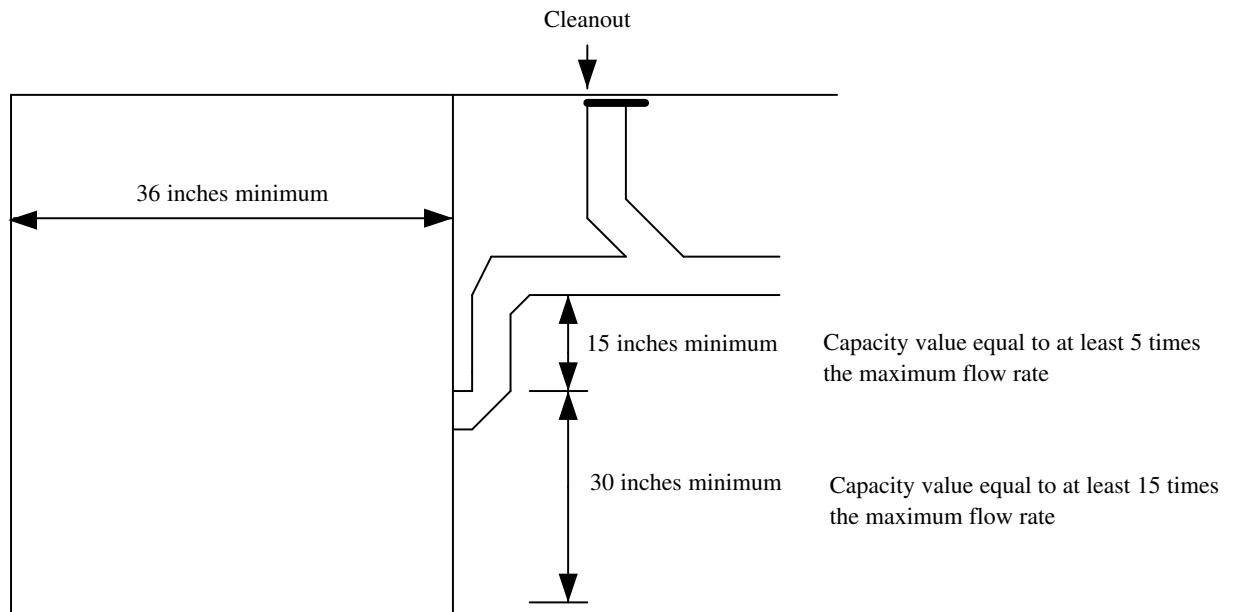 Cleanout
36 inches minimum
15 inches minimum
Capacity value equal to at least 5 times
the maximum flow rate
30 inches minimum
Capacity value equal to at least 15 times
the maximum flow rate